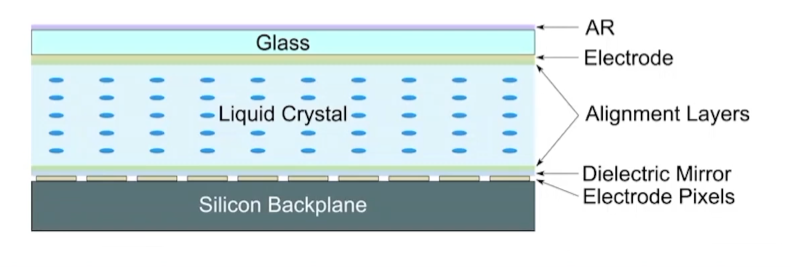 AR
Glass
Electrode
Liquid Crystal
Alignment Layers
Dielectric Mirror
Electrode Pixels
Silicon Backplane